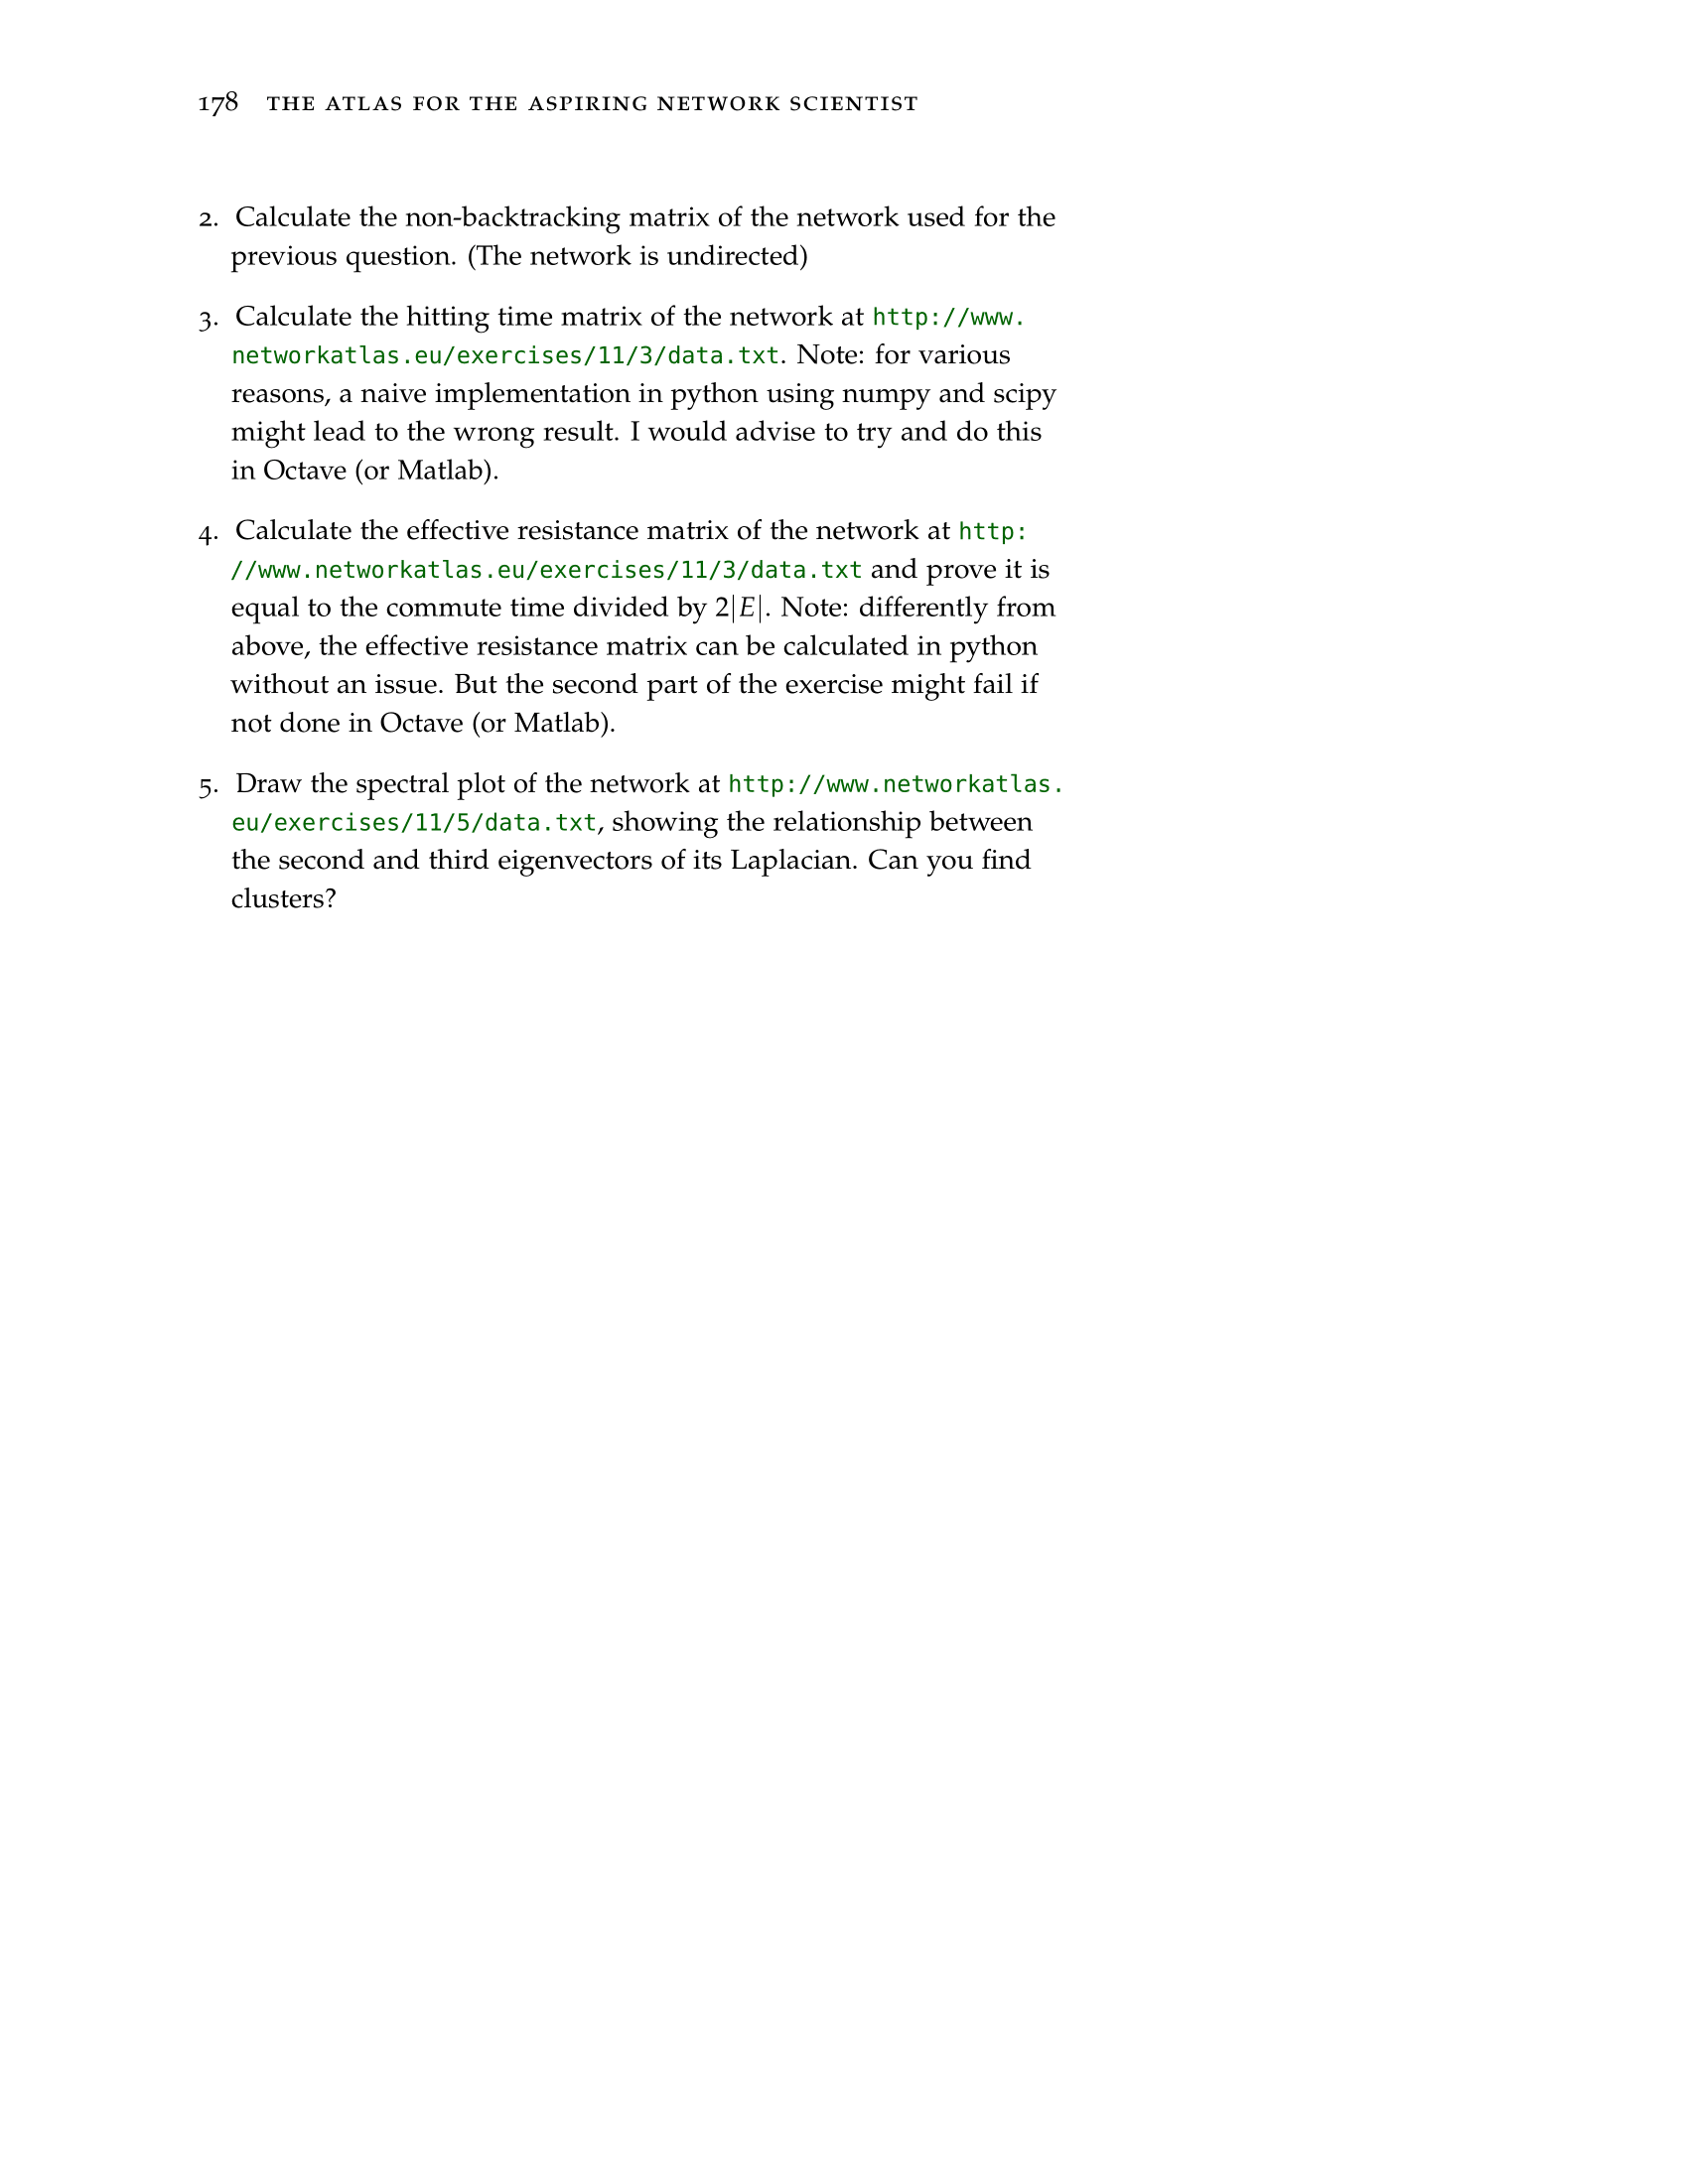 178 THE ATLAS FOR THE ASPIRING NETWORK SCIENTIST
2. Calculate the non-backtracking matrix of the network used for the
previous question. (The network is undirected)
3. Calculate the hitting time matrix of the network at http://www.
networkatlas.eu/exercises/11/3/data.txt. Note: for various
reasons, a naive implementation in python using numpy and scipy
might lead to the wrong result. I would advise to try and do this
in Octave (or Matlab).
4. Calculate the effective resistance matrix of the network at http:
//www.networkatlas.eu/exercises/11/3/data.txt and prove it is
equal to the commute time divided by 2|E|. Note: differently from
above, the effective resistance matrix can be calculated in python
without an issue. But the second part of the exercise might fail if
not done in Octave (or Matlab).
5. Draw the spectral plot of the network at http://www.networkatlas.
eu/exercises/11/5/data.txt, showing the relationship between
the second and third eigenvectors of its Laplacian. Can you find
clusters?